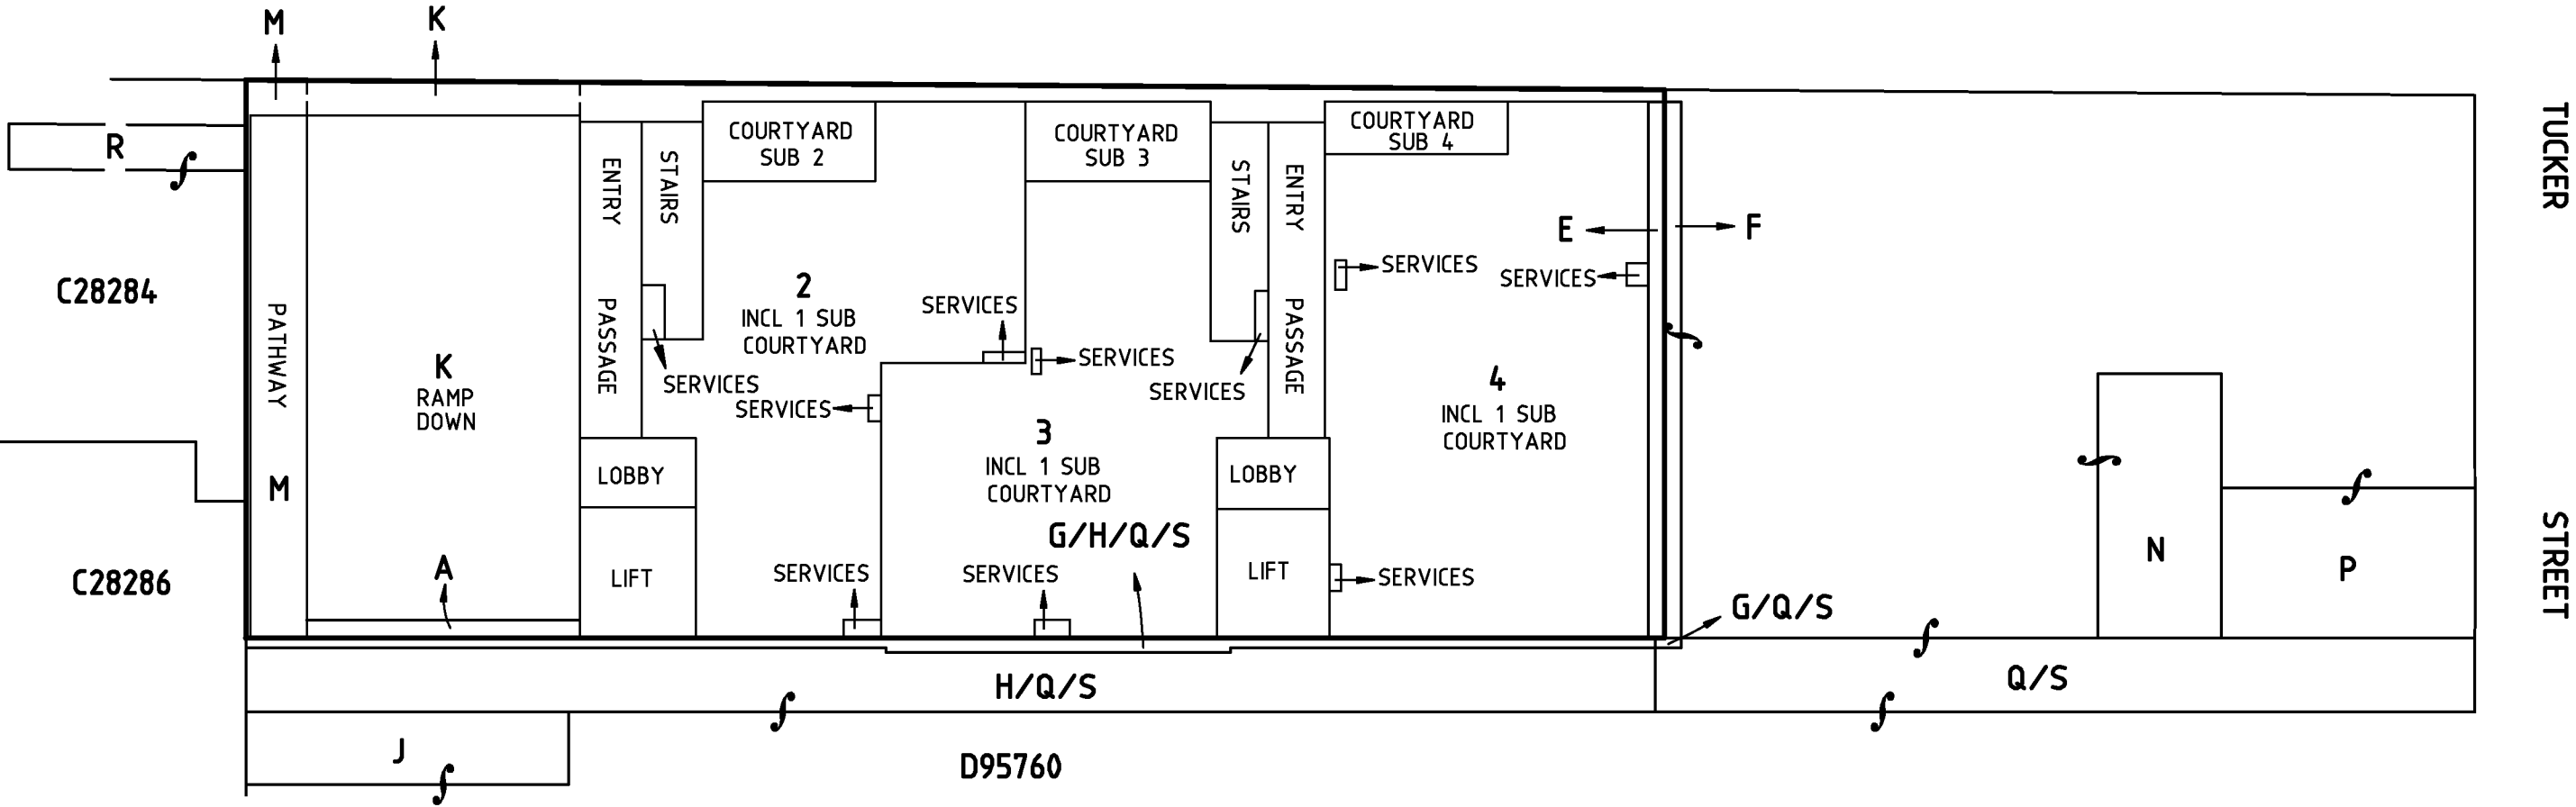 M
K
R
COURTYARD
SUB 2
COURTYARD
SUB 3
COURTYARD
SUB 4
TUCKER
STREET
ENTRY
PASSAGE
STAIRS
STAIRS
ENTRY
PASSAGE
E
F
SERVICES
SERVICES
C28284
PATHWAY
M
K
RAMP
DOWN
2
INCL 1 SUB
COURTYARD
SERVICES
SERVICES
SERVICES
SERVICES
SERVICES
3
INCL 1 SUB
COURTYARD
4
INCL 1 SUB
COURTYARD
LOBBY
LOBBY
G/H/Q/S
C28286
A
LIFT
SERVICES
SERVICES
LIFT
SERVICES
N
P
G/Q/S
H/Q/S
Q/S
J
D95760